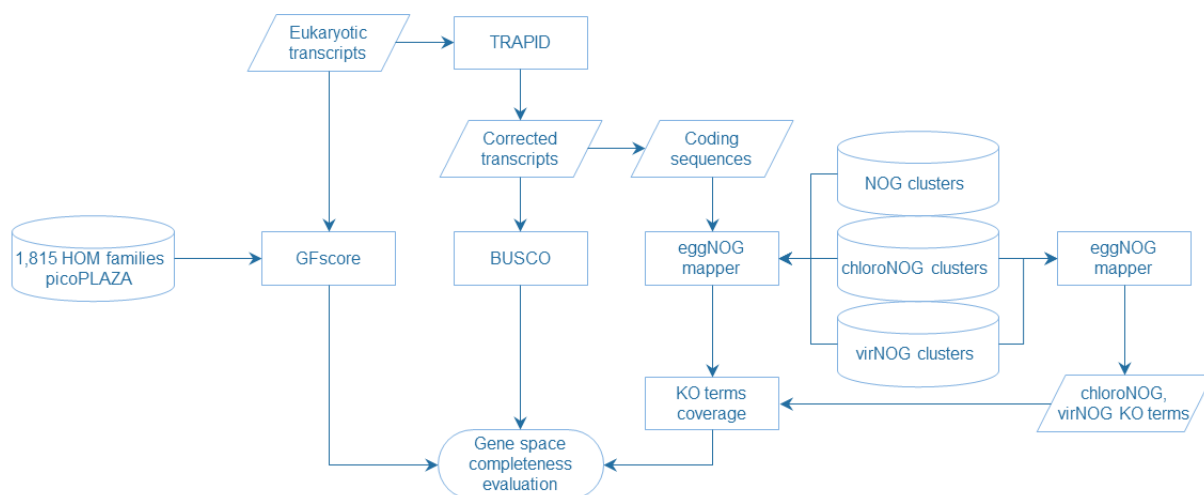 Eukaryotic
transcripts
TRAPID
Corrected
transcripts
Coding
sequences
NOG clusters
1,815 HOM families
picoPLAZA
GFscore
BUSCO
eggNOG
mapper
chloroNOG clusters
eggNOG
mapper
virNOG clusters
KO terms
coverage
chloroNOG,
virNOG KO terms
Gene space
completeness
evaluation